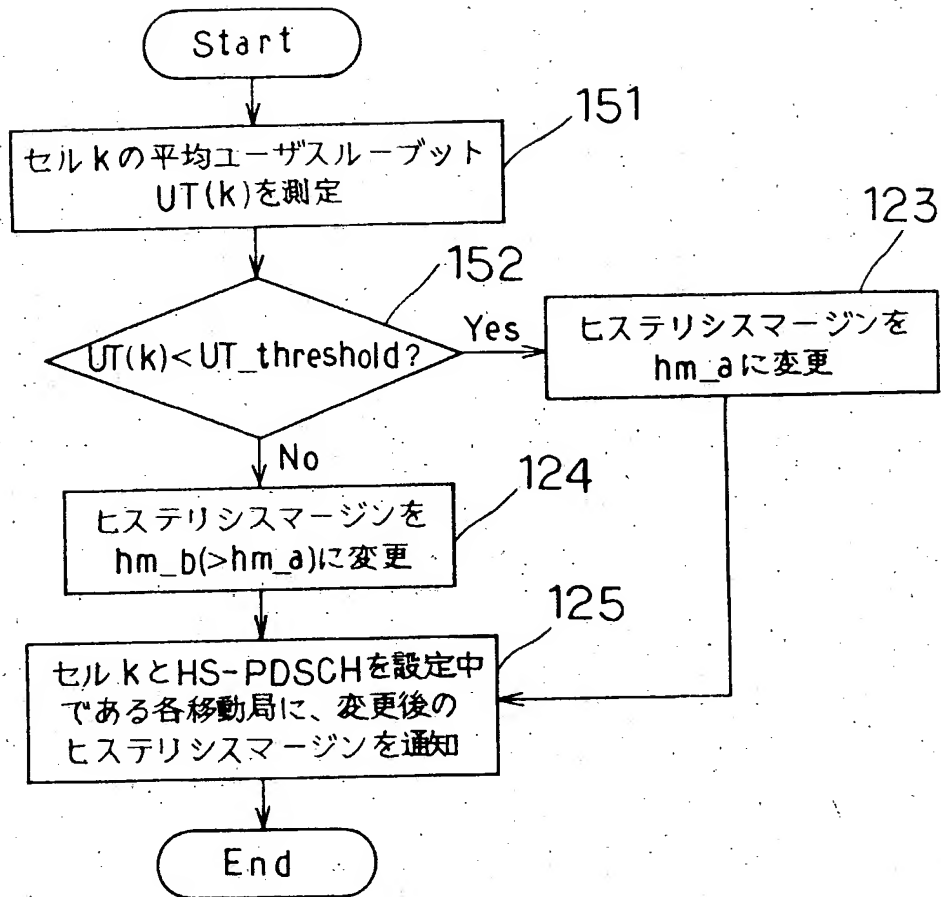 Start
151
セルkの平均ユーザスループット
UT(k)を測定
152
UT(k)<UT_threshold?
Yes
123
ヒステリシスマージンを
hm_aに変更
No
124
ヒステリシスマージンを
hm_b(>hm_a)に変更
125
セルkとHS-PDSCHを設定中
である各移動局に、変更後の
ヒステリシスマージンを通知
End